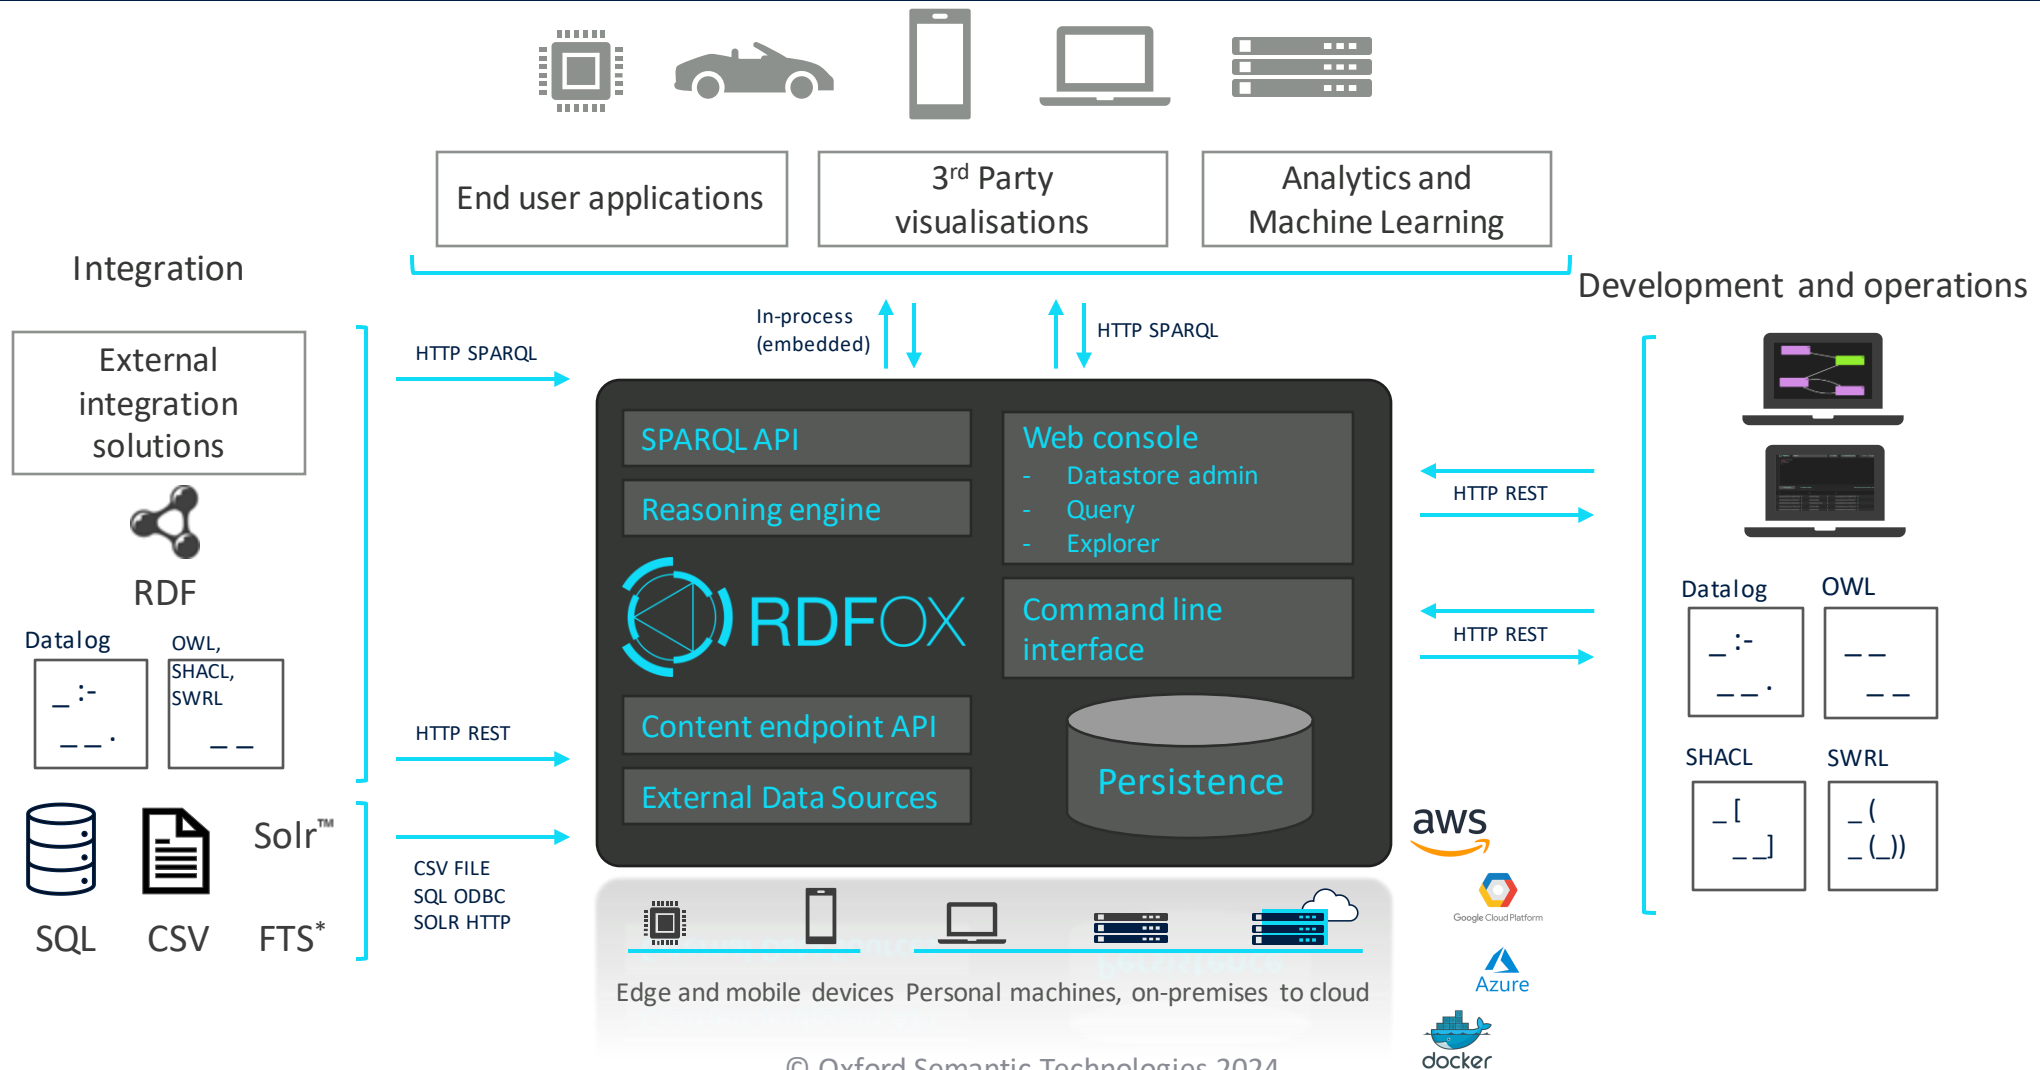 End user applications
3rd Party
visualisations
Analytics and
Machine Learning
Integration
Development and operations
External
integration
solutions
RDF
Datalog
_ :-
_ _ .
OWL,
SHACL,
SWRL
_ _
SQL
CSV
Solr™
FTS*
HTTP SPARQL
HTTP REST
CSV FILE
SQL ODBC
SOLR HTTP
In-process
(embedded)
HTTP SPARQL
SPARQL API
Reasoning engine
RDFOX
Content endpoint API
External Data Sources
Web console
- Datastore admin
- Query
- Explorer
Command line
interface
Persistence
HTTP REST
HTTP REST
Datalog
_ :-
_ _ .
OWL
_ _
_ _
SHACL
_ [
_ _]
SWRL
_ (
_ (_))
aws
Google Cloud Platform
Azure
docker
Edge and mobile devices
Personal machines, on-premises to cloud
© Oxford Semantic Technologies 2024